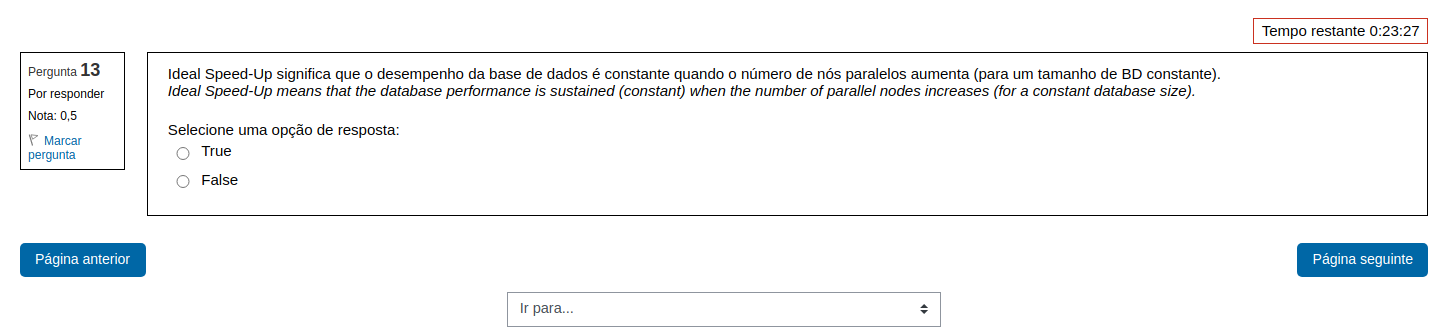 Tempo restante 0:23:27
Pergunta 13
Por responder
Nota: 0,5
Marcar
pergunta
Ideal Speed-Up significa que o desempenho da base de dados é constante quando o número de nós paralelos aumenta (para um tamanho de BD constante).
Ideal Speed-Up means that the database performance is sustained (constant) when the number of parallel nodes increases (for a constant database size).
Selecione uma opção de resposta:
True
False
Página anterior
Página seguinte
Ir para...